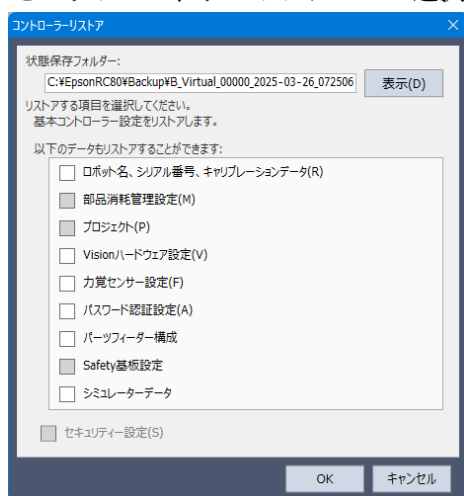 コントローラーリストア
状態保存フォルダー:
C:¥EpsonRC80¥Backup¥B_Virtual_00000_2025-03-26_072506
表示(D)
リストアする項目を選択してください。
基本コントローラー設定をリストアします。
以下のデータもリストアすることができます:
ロボット名、シリアル番号、キャリブレーションデータ(R)
部品消耗管理設定(M)
プロジェクト(P)
Visionハードウェア設定(V)
力覚センサー設定(F)
パスワード認証設定(A)
パーツフィーダー構成
Safety基板設定
シミュレーターデータ
セキュリティー設定(S)
OK
キャンセル